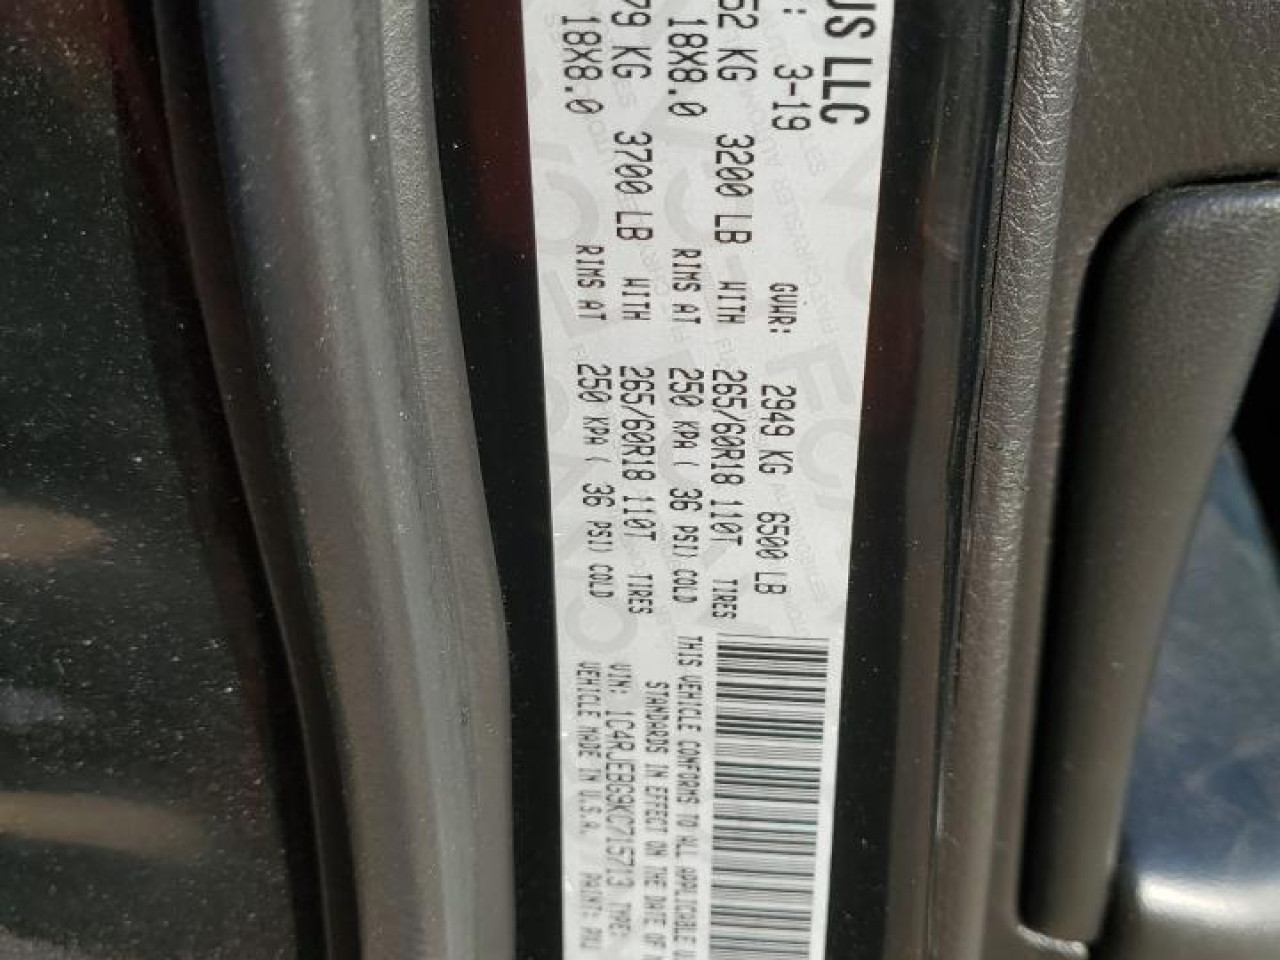 US LLC
: 3-19 GVWR: 2949 KG 6500 LB
52 KG 3200 LB WITH 265/60R18 110T TIRES
18X8.0 RIMS AT 250 KPA ( 36 PSI) COLD
79 KG 3700 LB WITH 265/60R18 110T TIRES
18X8.0 RIMS AT 250 KPA ( 36 PSI) COLD
THIS VEHICLE CONFORMS TO ALL APPLICABLE
STANDARDS IN EFFECT ON THE DATE OF
VIN: 1C4RJEBG9KC715713 TYPE:
VEHICLE MADE IN U.S.A. PAINT: